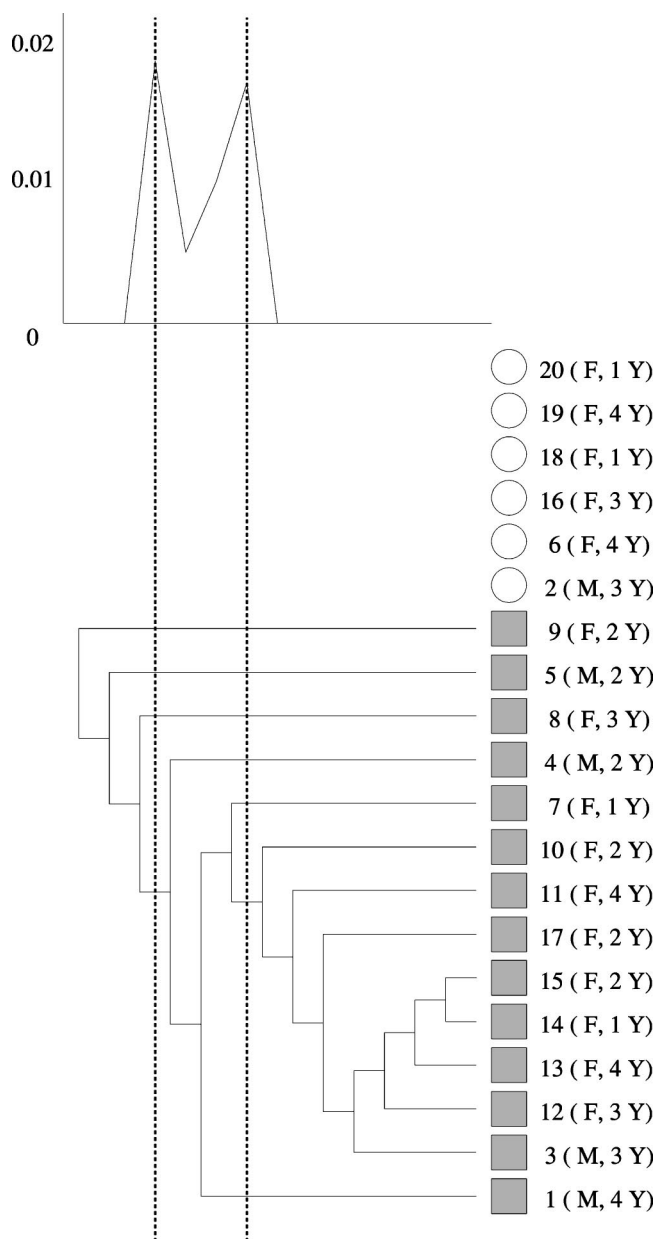 0.02
0.01
0
20 ( F, 1 Y)
19 ( F, 4 Y)
18 ( F, 1 Y)
16 ( F, 3 Y)
6 ( F, 4 Y)
2 ( M, 3 Y)
9 ( F, 2 Y)
5 ( M, 2 Y)
8 ( F, 3 Y)
4 ( M, 2 Y)
7 ( F, 1 Y)
10 ( F, 2 Y)
11 ( F, 4 Y)
17 ( F, 2 Y)
15 ( F, 2 Y)
14 ( F, 1 Y)
13 ( F, 4 Y)
12 ( F, 3 Y)
3 ( M, 3 Y)
1 ( M, 4 Y)